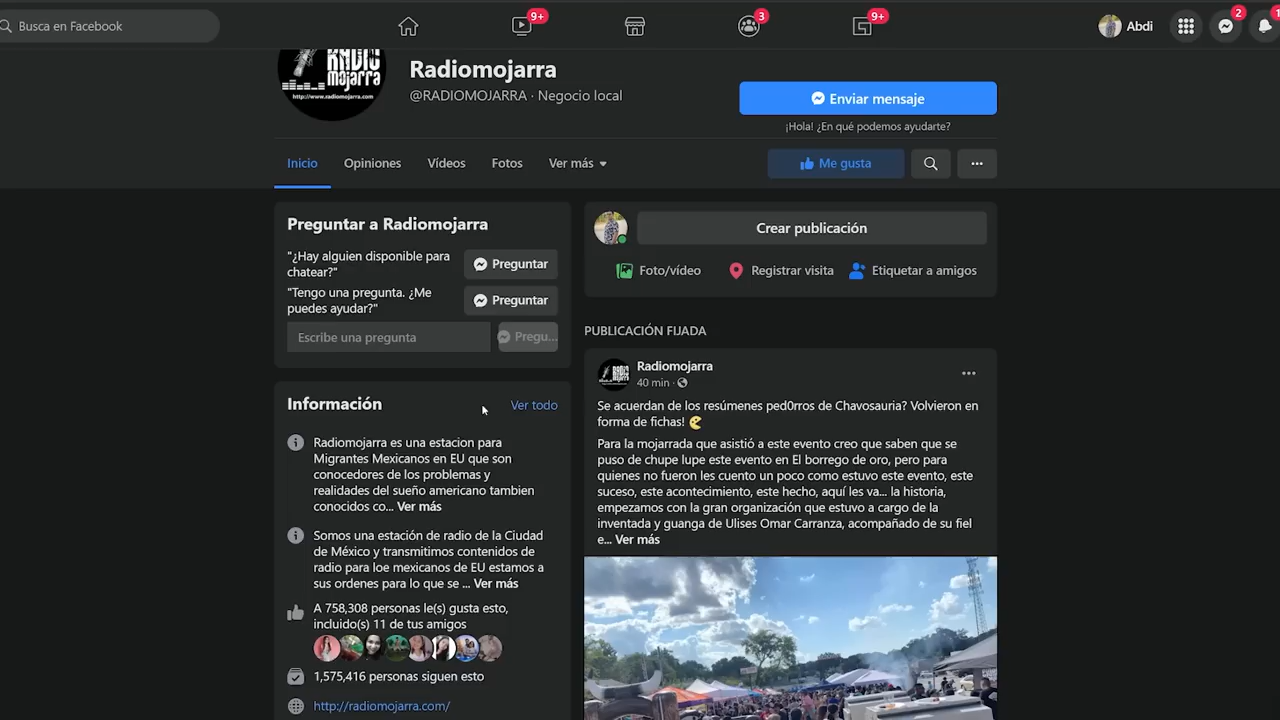 Busca en Facebook
9+
3
9+
Abdi
2
1
RADIO
mojarra
http://www.radiomojarra.com
Radiomojarra
@RADIOMOJARRA · Negocio local
Enviar mensaje
¡Hola! ¿En qué podemos ayudarte?
Inicio
Opiniones
Vídeos
Fotos
Ver más
Me gusta
Preguntar a Radiomojarra
"¿Hay alguien disponible para
chatear?"
Preguntar
"Tengo una pregunta. ¿Me
puedes ayudar?"
Preguntar
Escribe una pregunta
Pregu...
Información
Ver todo
Radiomojarra es una estacion para
Migrantes Mexicanos en EU que son
conocedores de los problemas y
realidades del sueño americano tambien
conocidos co... Ver más
Somos una estación de radio de la Ciudad
de México y transmitimos contenidos de
radio para loe mexicanos de EU estamos a
sus ordenes para lo que se ... Ver más
A 758,308 personas le(s) gusta esto,
incluido(s) 11 de tus amigos
1,575,416 personas siguen esto
http://radiomojarra.com/
Crear publicación
Foto/vídeo
Registrar visita
Etiquetar a amigos
PUBLICACIÓN FIJADA
Radiomojarra
40 min ·
Se acuerdan de los resúmenes ped0rros de Chavosauria? Volvieron en
forma de fichas!
Para la mojarrada que asistió a este evento creo que saben que se
puso de chupe lupe este evento en El borrego de oro, pero para
quienes no fueron les cuento un poco como estuvo este evento, este
suceso, este acontecimiento, este hecho, aquí les va... la historia,
empezamos con la gran organización que estuvo a cargo de la
inventada y guanga de Ulises Omar Carranza, acompañado de su fiel
e... Ver más